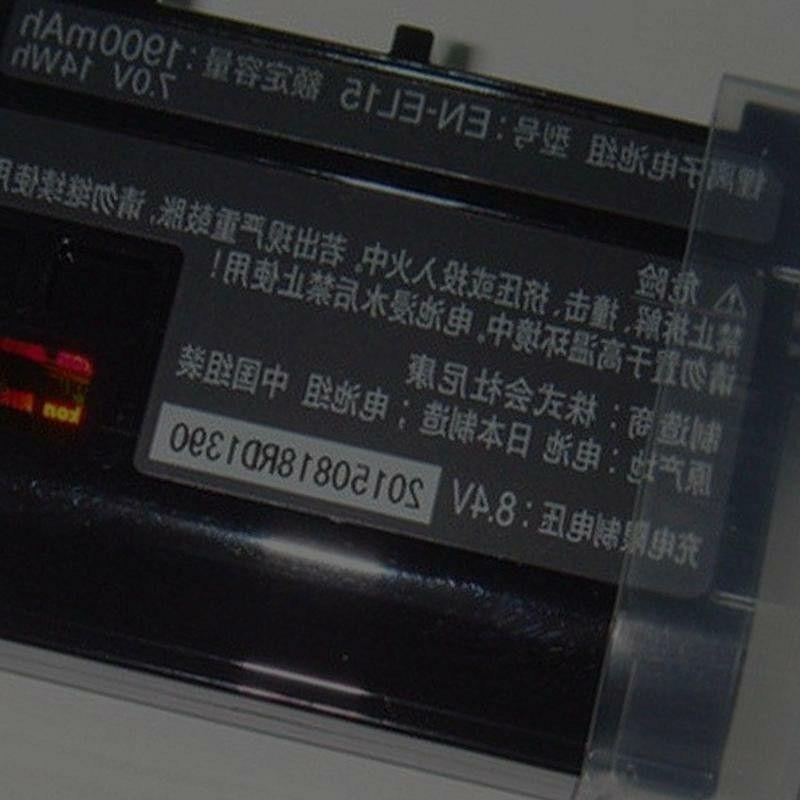 锂离子电池组 型号：EN-EL15 额定容量：1900mAh
7.0V 14Wh
危险
禁止拆解、撞击、挤压或投入火中。若出现严重鼓胀，请勿继续使用
请勿置于高温环境中。电池浸水后禁止使用！
制造商：株式会社尼康
原产地：电池 日本制造；电池组 中国组装
充电限制电压：8.4V 20150818RD1390